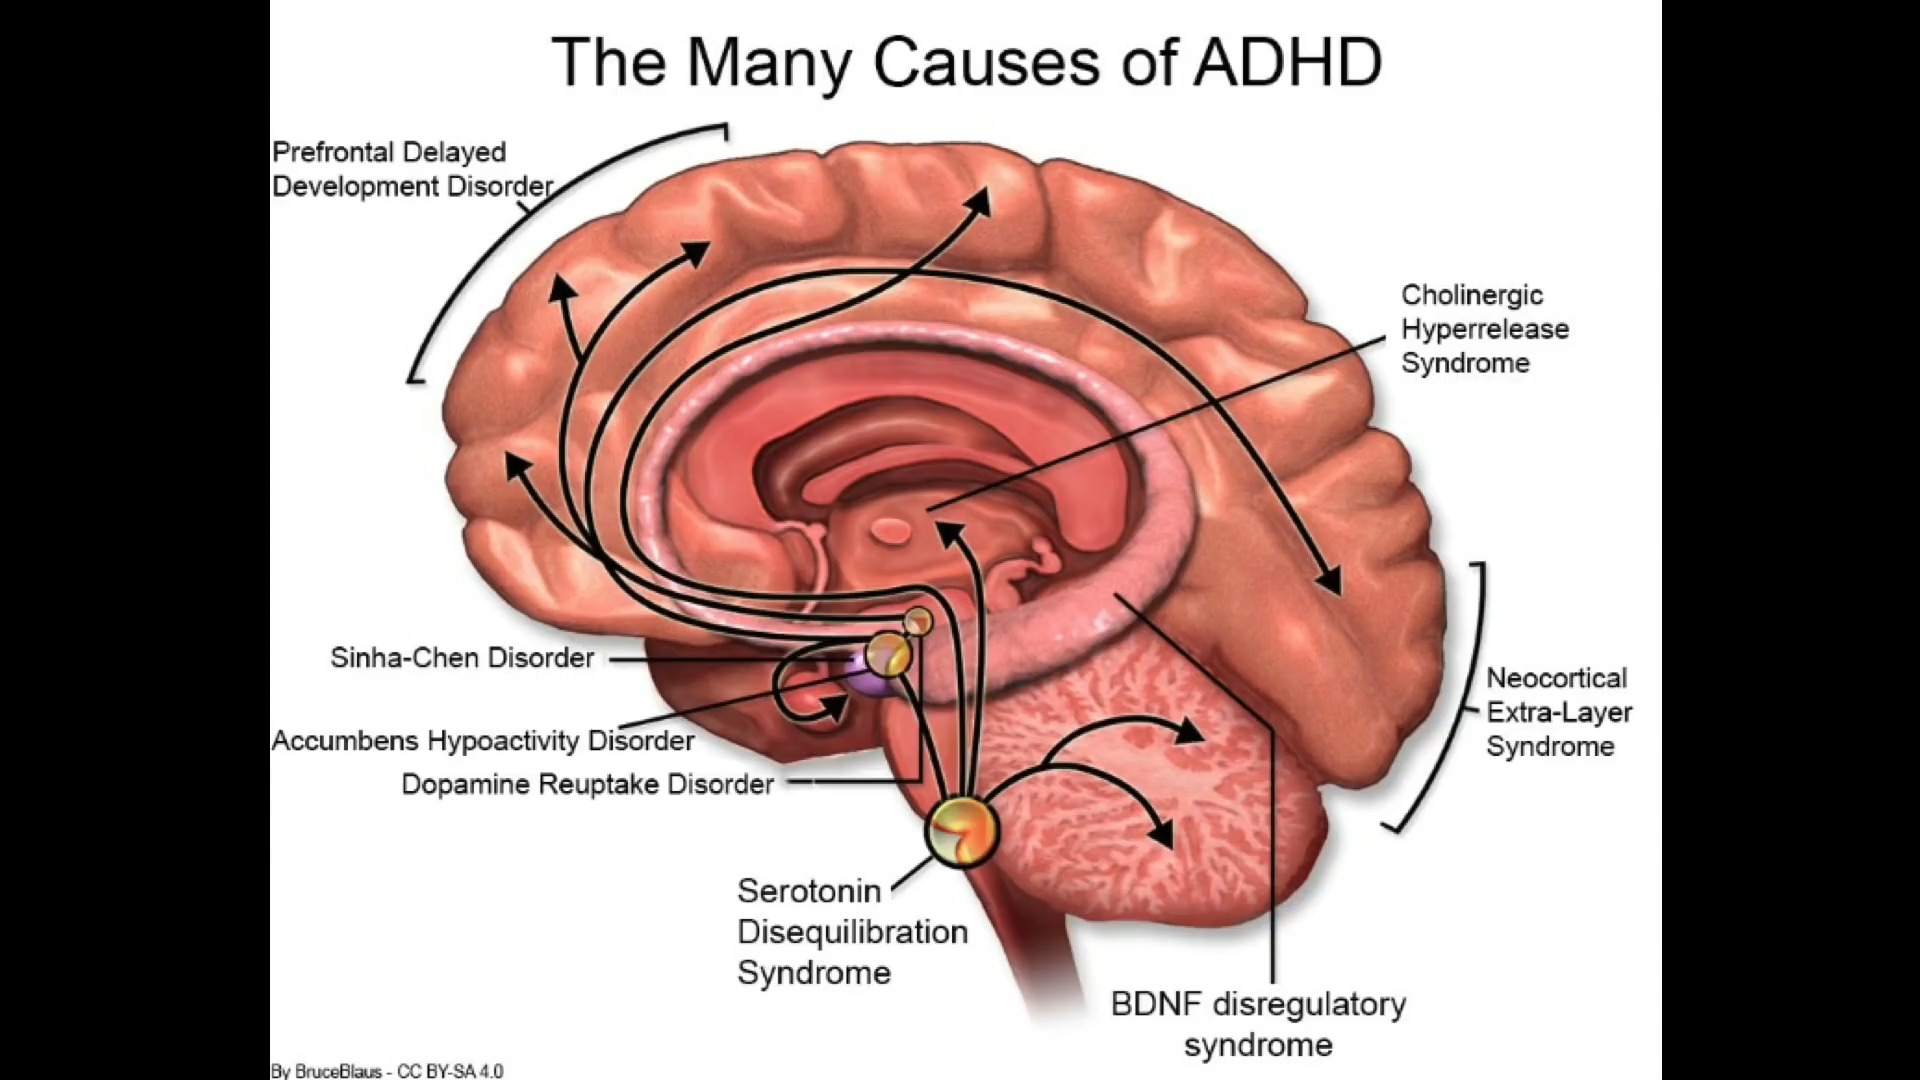 The Many Causes of ADHD
Prefrontal Delayed
Development Disorder
Cholinergic
Hyperrelease
Syndrome
Sinha-Chen Disorder
Accumbens Hypoactivity Disorder
Dopamine Reuptake Disorder
Neocortical
Extra-Layer
Syndrome
Serotonin
Disequilibration
Syndrome
BDNF disregulatory
syndrome
By BruceBlaus - CC BY-SA 4.0